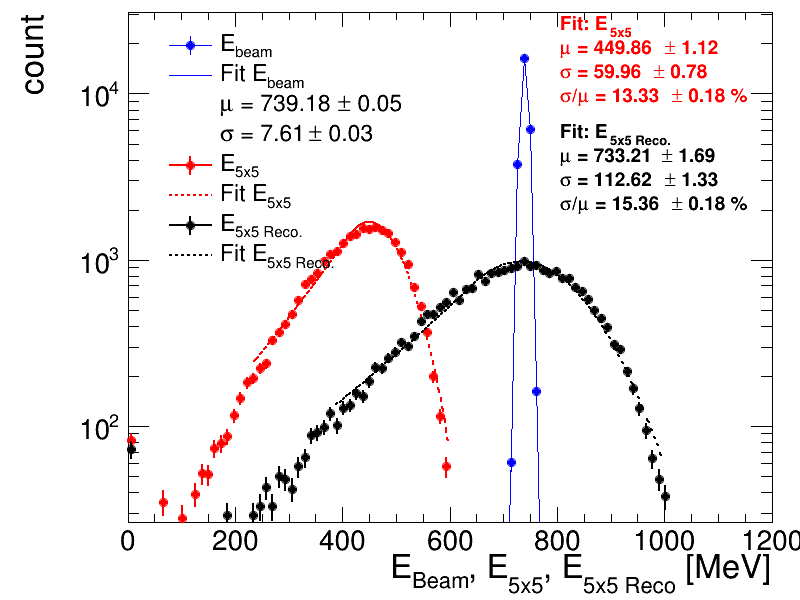 count
E_beam
Fit E_beam
μ = 739.18 ± 0.05
σ = 7.61 ± 0.03
E_5x5
Fit E_5x5
E_5x5 Reco.
Fit E_5x5 Reco.
Fit: E_5x5
μ = 449.86 ± 1.12
σ = 59.96 ± 0.78
σ/μ = 13.33 ± 0.18 %
Fit: E_5x5 Reco.
μ = 733.21 ± 1.69
σ = 112.62 ± 1.33
σ/μ = 15.36 ± 0.18 %
10^4
10^3
10^2
0 200 400 600 800 1000 1200
E_Beam, E_5x5, E_5x5 Reco [MeV]